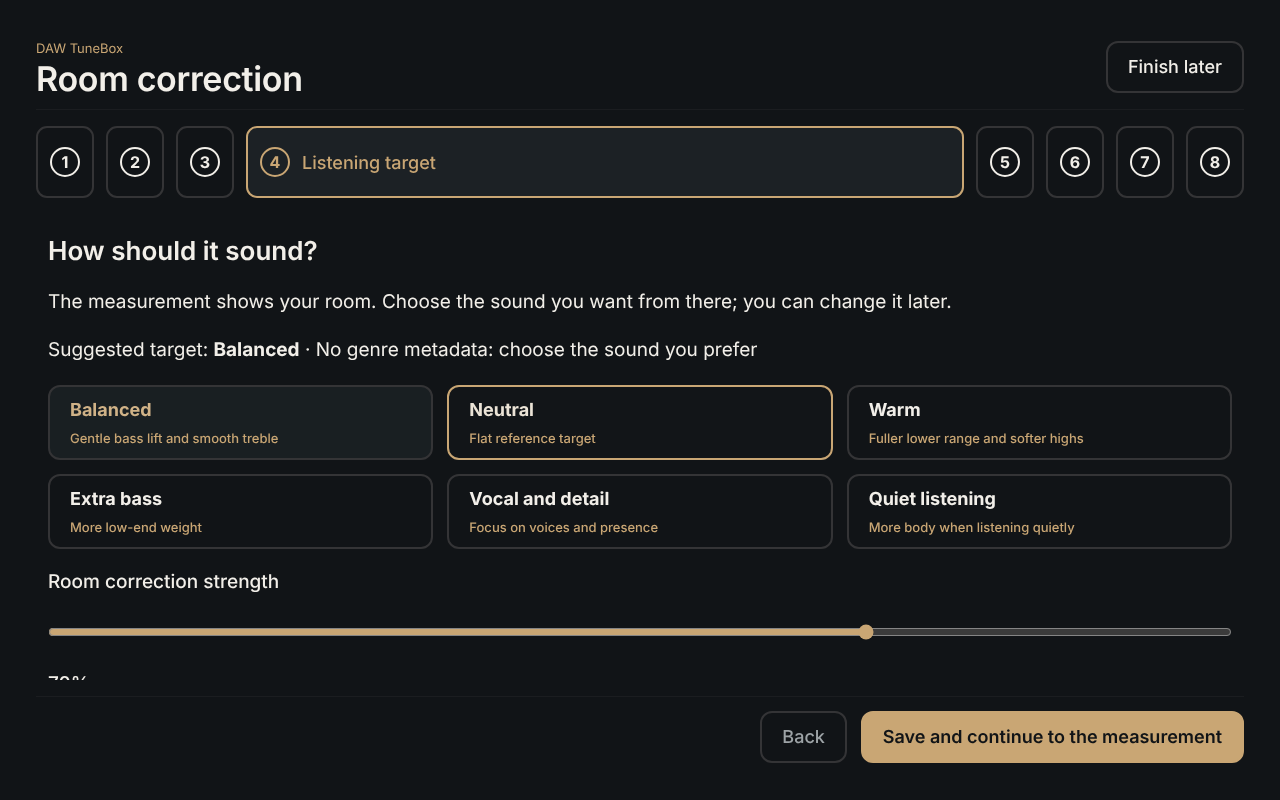 DAW TuneBox
Room correction
Finish later
1
2
3
4 Listening target
5
6
7
8
How should it sound?
The measurement shows your room. Choose the sound you want from there; you can change it later.
Suggested target: Balanced · No genre metadata: choose the sound you prefer
Balanced
Gentle bass lift and smooth treble
Neutral
Flat reference target
Warm
Fuller lower range and softer highs
Extra bass
More low-end weight
Vocal and detail
Focus on voices and presence
Quiet listening
More body when listening quietly
Room correction strength
Back
Save and continue to the measurement